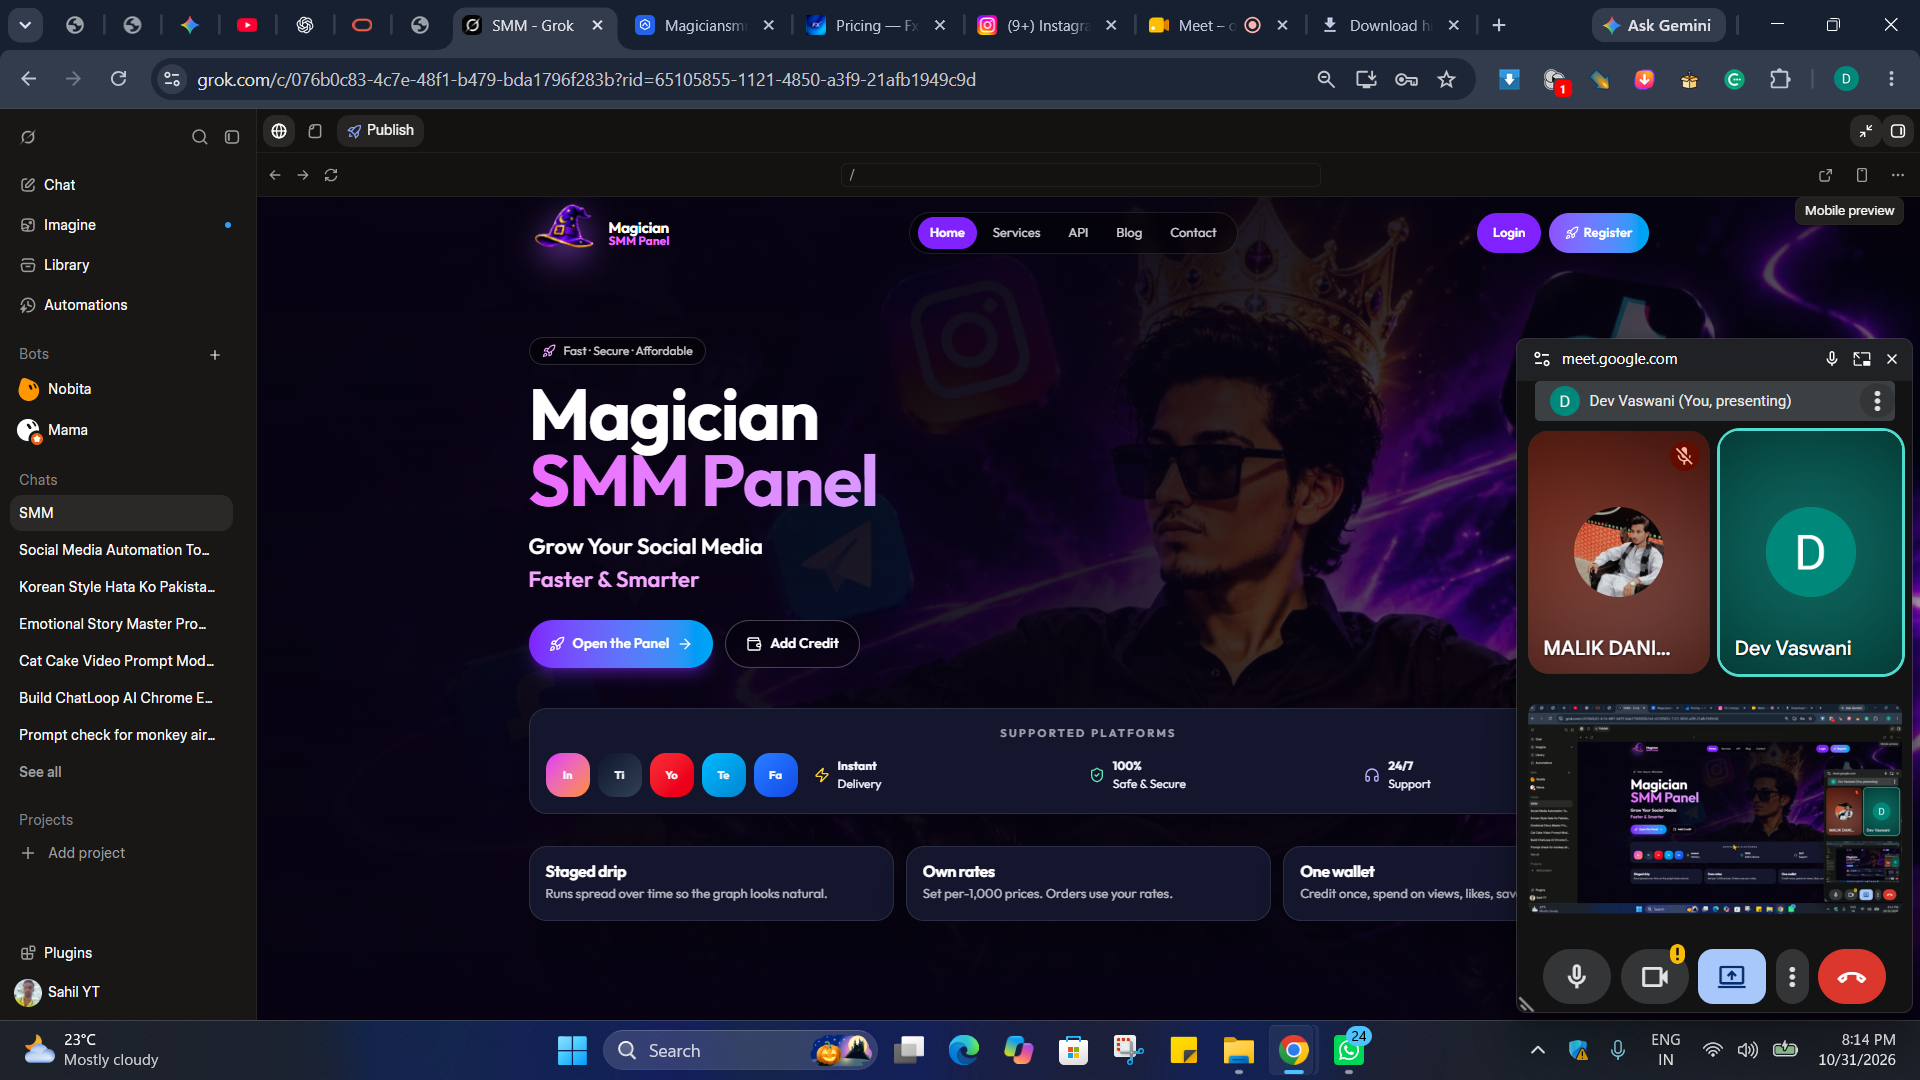 SMM - Grok
Magiciansm
Pricing — Fx
(9+) Instagra
Meet – o
Download hi
Ask Gemini
grok.com/c/076b0c83-4c7e-48f1-b479-bda1796f283b?rid=65105855-1121-4850-a3f9-21afb1949c9d
1
D
Publish
/
Mobile preview
Chat
Imagine
Library
Automations
Bots
Nobita
Mama
Chats
SMM
Social Media Automation To...
Korean Style Hata Ko Pakista...
Emotional Story Master Pro...
Cat Cake Video Prompt Mod...
Build ChatLoop AI Chrome E...
Prompt check for monkey air...
See all
Projects
Add project
Plugins
Sahil YT
Magician
SMM Panel
Home
Services
API
Blog
Contact
Login
Register
Fast · Secure · Affordable
Magician
SMM Panel
Grow Your Social Media
Faster & Smarter
Open the Panel
Add Credit
SUPPORTED PLATFORMS
In
Ti
Yo
Te
Fa
Instant
Delivery
100%
Safe & Secure
24/7
Support
Staged drip
Runs spread over time so the graph looks natural.
Own rates
Set per-1,000 prices. Orders use your rates.
One wallet
Credit once, spend on views, likes, sav
meet.google.com
D
Dev Vaswani (You, presenting)
MALIK DANI...
D
Dev Vaswani
Magician
SMM Panel
23°C
Mostly cloudy
Search
24
ENG
IN
8:14 PM
10/31/2026